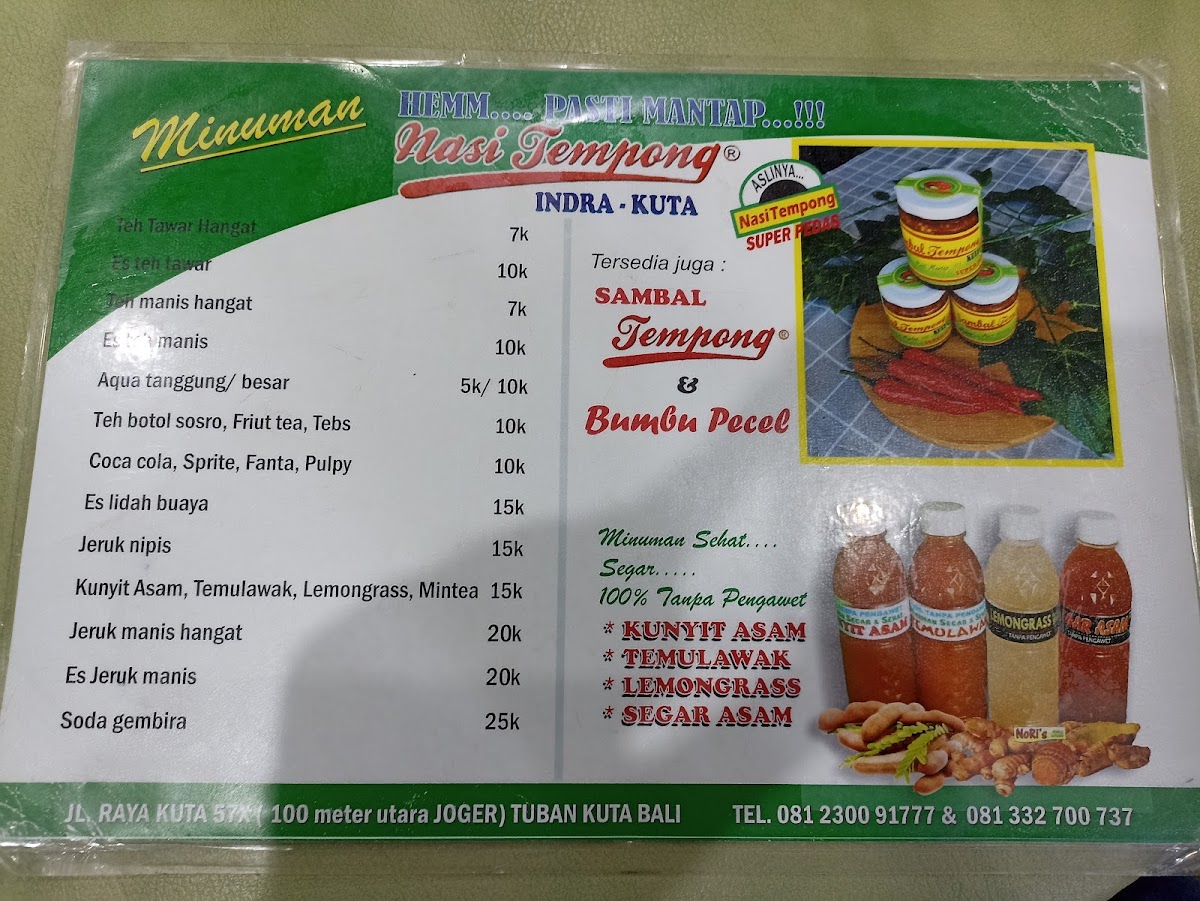 Minuman
HEMM.... PASTI MANTAP...!!!
Nasi Tempong®
INDRA - KUTA
ASLINYA...
NasiTempong
SUPER PEDAS
Teh Tawar Hangat 7k
Es teh tawar 10k
Teh manis hangat 7k
Es teh manis 10k
Aqua tanggung/ besar 5k/ 10k
Teh botol sosro, Friut tea, Tebs 10k
Coca cola, Sprite, Fanta, Pulpy 10k
Es lidah buaya 15k
Jeruk nipis 15k
Kunyit Asam, Temulawak, Lemongrass, Mintea 15k
Jeruk manis hangat 20k
Es Jeruk manis 20k
Soda gembira 25k
Tersedia juga :
SAMBAL
Tempong®
&
Bumbu Pecel
Minuman Sehat....
Segar.....
100% Tanpa Pengawet
* KUNYIT ASAM
* TEMULAWAK
* LEMONGRASS
* SEGAR ASAM
LEMONGRASS
TANPA PENGAWET
NoRi's
JL. RAYA KUTA 57X ( 100 meter utara JOGER) TUBAN KUTA BALI TEL. 081 2300 91777 & 081 332 700 737